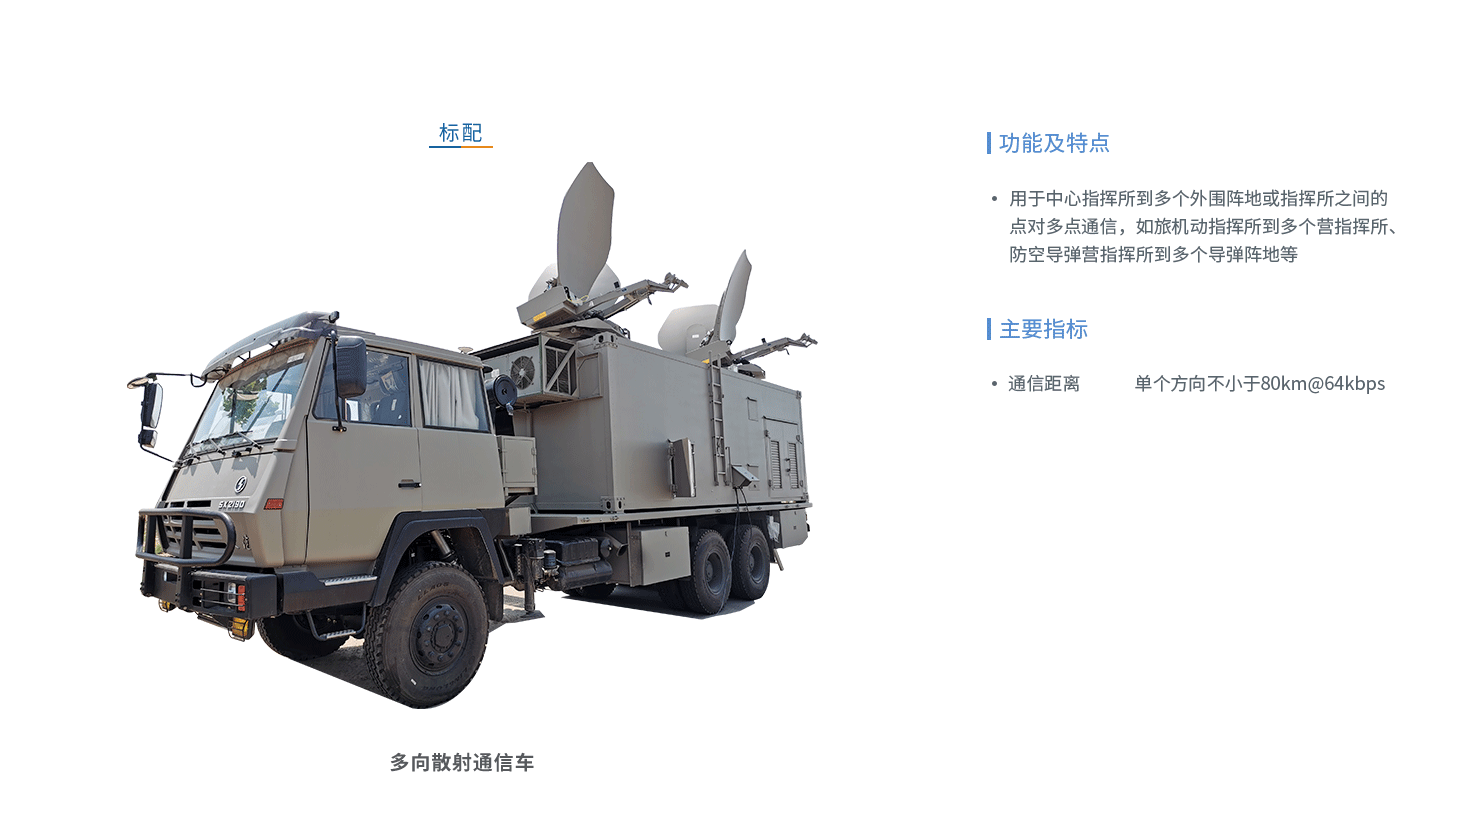 标配
功能及特点
• 用于中心指挥所到多个外围阵地或指挥所之间的
点对多点通信，如旅机动指挥所到多个营指挥所、
防空导弹营指挥所到多个导弹阵地等
主要指标
• 通信距离 单个方向不小于80km@64kbps
SX2190
多向散射通信车